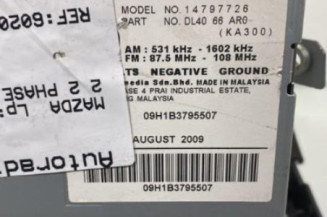 MODEL NO. 14797726
PART NO. DL40 66 AR0
(KA300)
AM : 531 kHz - 1602 kHz
FM : 87.5 MHz - 108 MHz
NEGATIVE GROUND
Sdn.Bhd. MADE IN MALAYSIA
4 PRAI INDUSTRIAL ESTATE,
MALAYSIA
09H1B3795507
AUGUST 2009
09H1B3795507
REF:6020
MAZDA
2 2 PHASE
Autorad